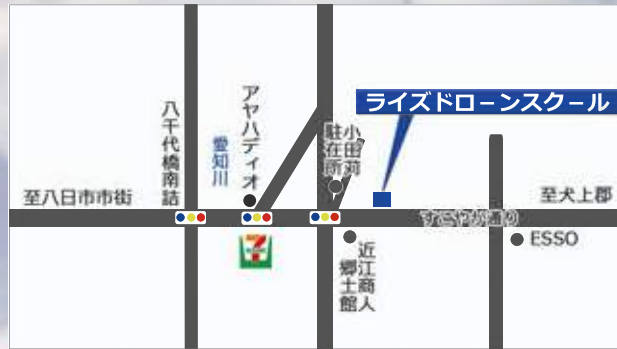 ライズドローンスクール
アヤハディオ
愛知川
八千代橋南詰
小田苅
駐在所
至八日市市街
至犬上郡
すこやか通り
ESSO
近江商人
郷土館
7